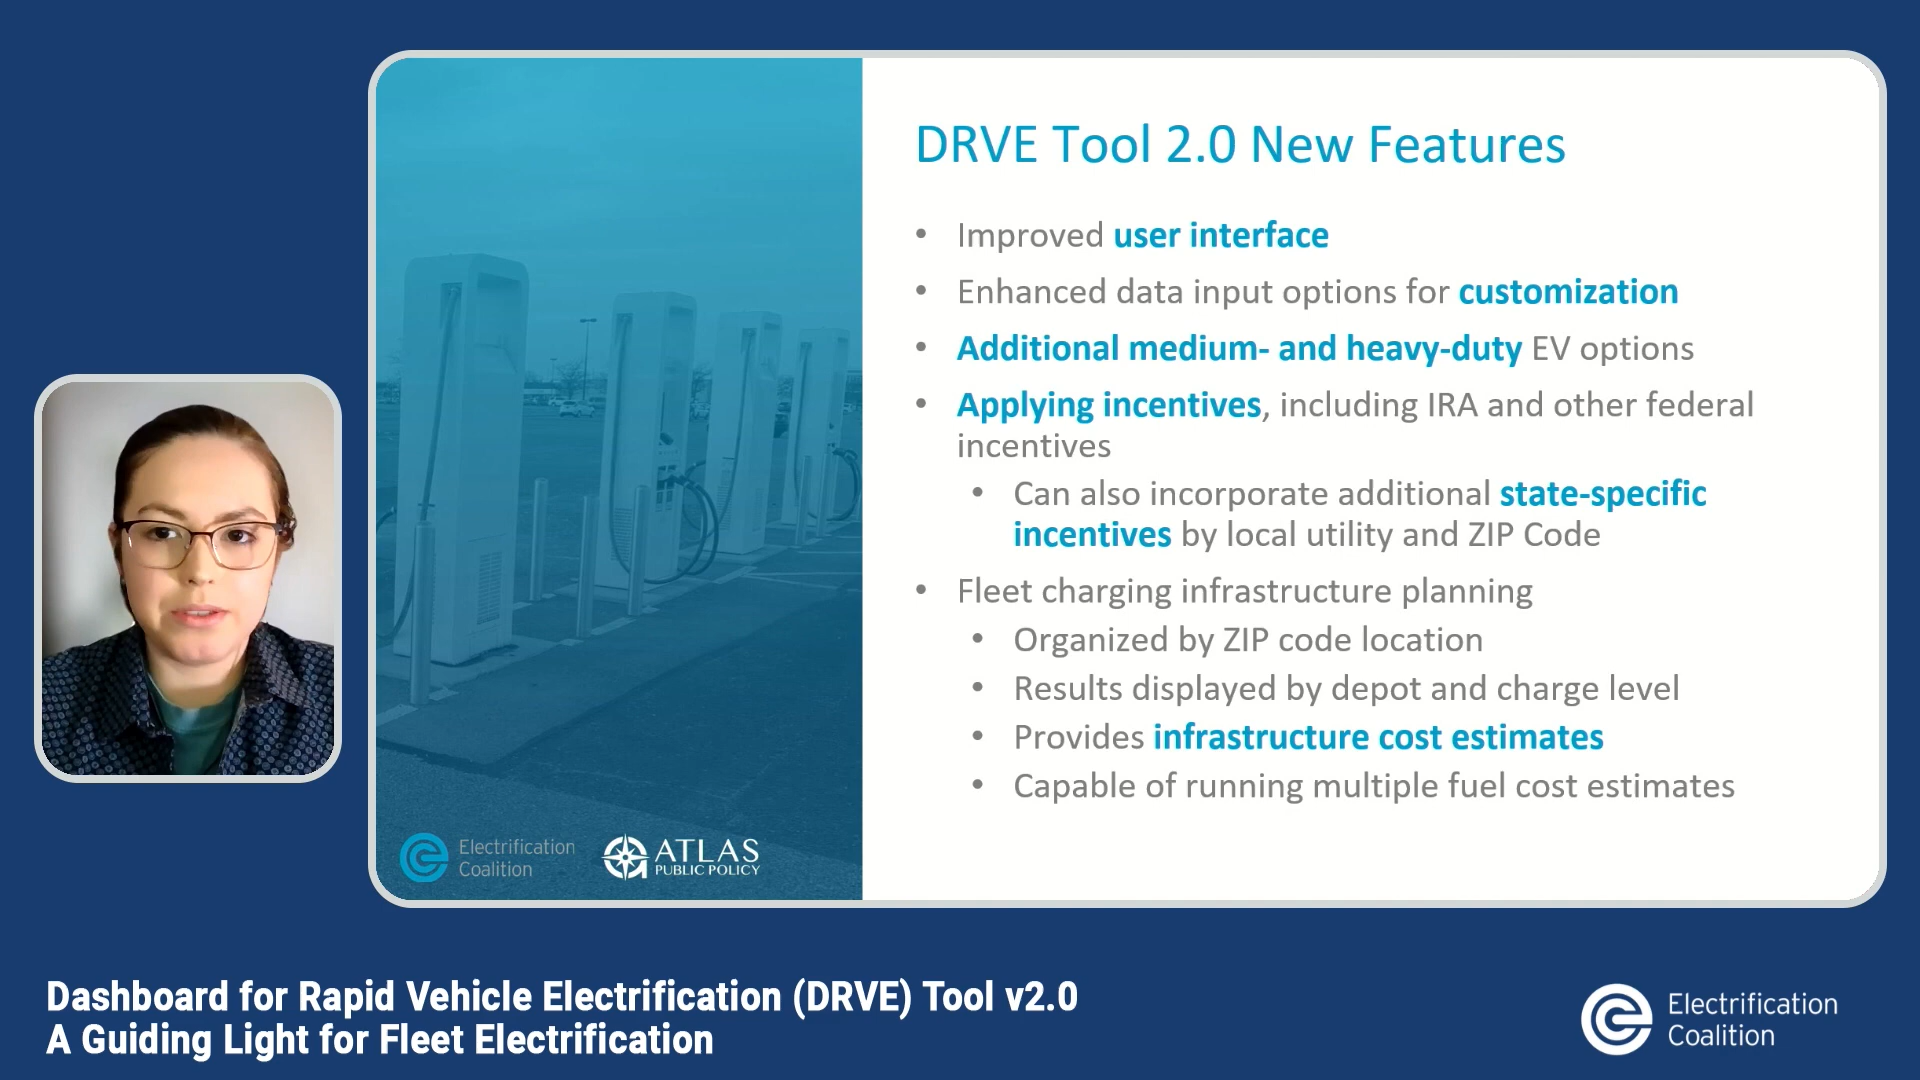 DRVE Tool 2.0 New Features
• Improved user interface
• Enhanced data input options for customization
• Additional medium- and heavy-duty EV options
• Applying incentives, including IRA and other federal
incentives
• Can also incorporate additional state-specific
incentives by local utility and ZIP Code
• Fleet charging infrastructure planning
• Organized by ZIP code location
• Results displayed by depot and charge level
• Provides infrastructure cost estimates
• Capable of running multiple fuel cost estimates
Electrification
Coalition
ATLAS
PUBLIC POLICY
Dashboard for Rapid Vehicle Electrification (DRVE) Tool v2.0
A Guiding Light for Fleet Electrification
Electrification
Coalition